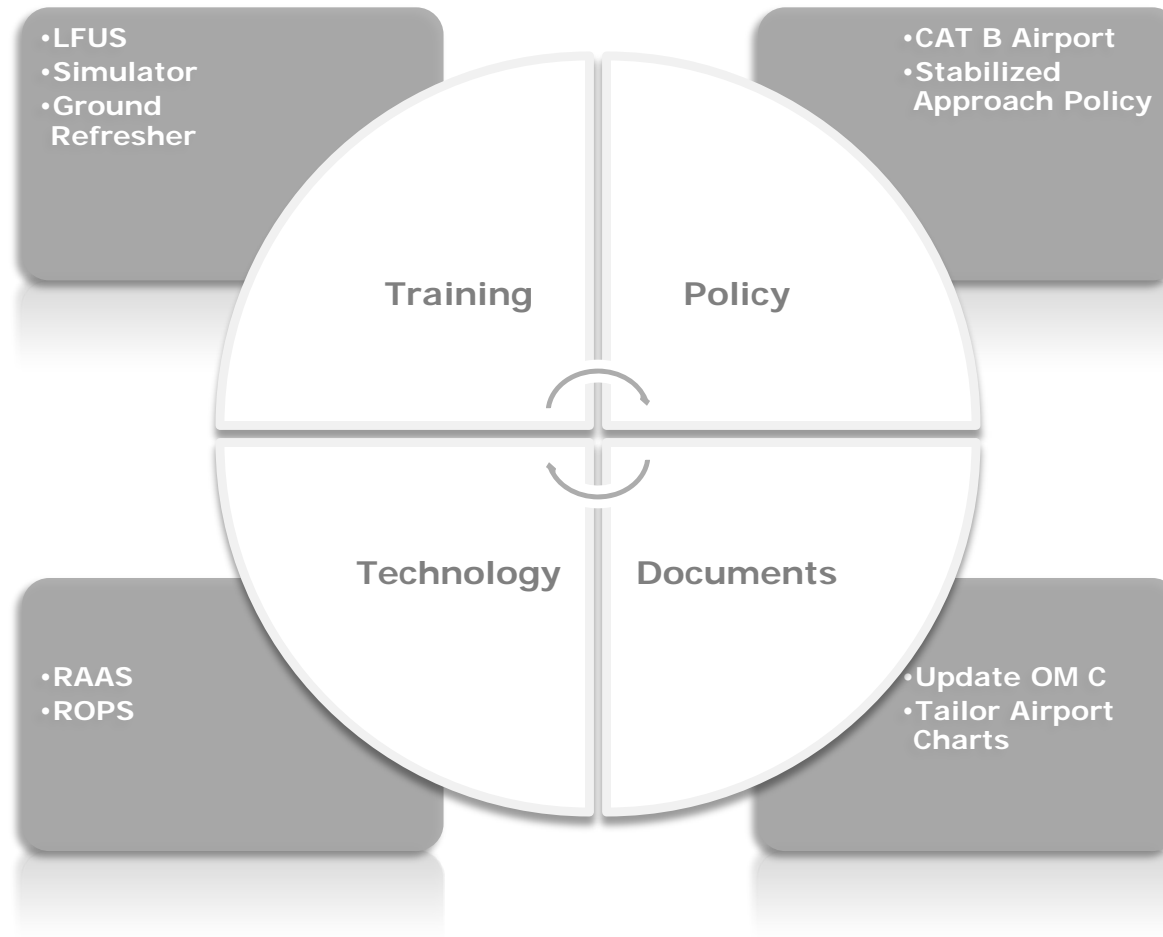 •LFUS
•Simulator
•Ground
Refresher
•CAT B Airport
•Stabilized
Approach Policy
Training
Policy
Technology
Documents
•RAAS
•ROPS
•Update OM C
•Tailor Airport
Charts